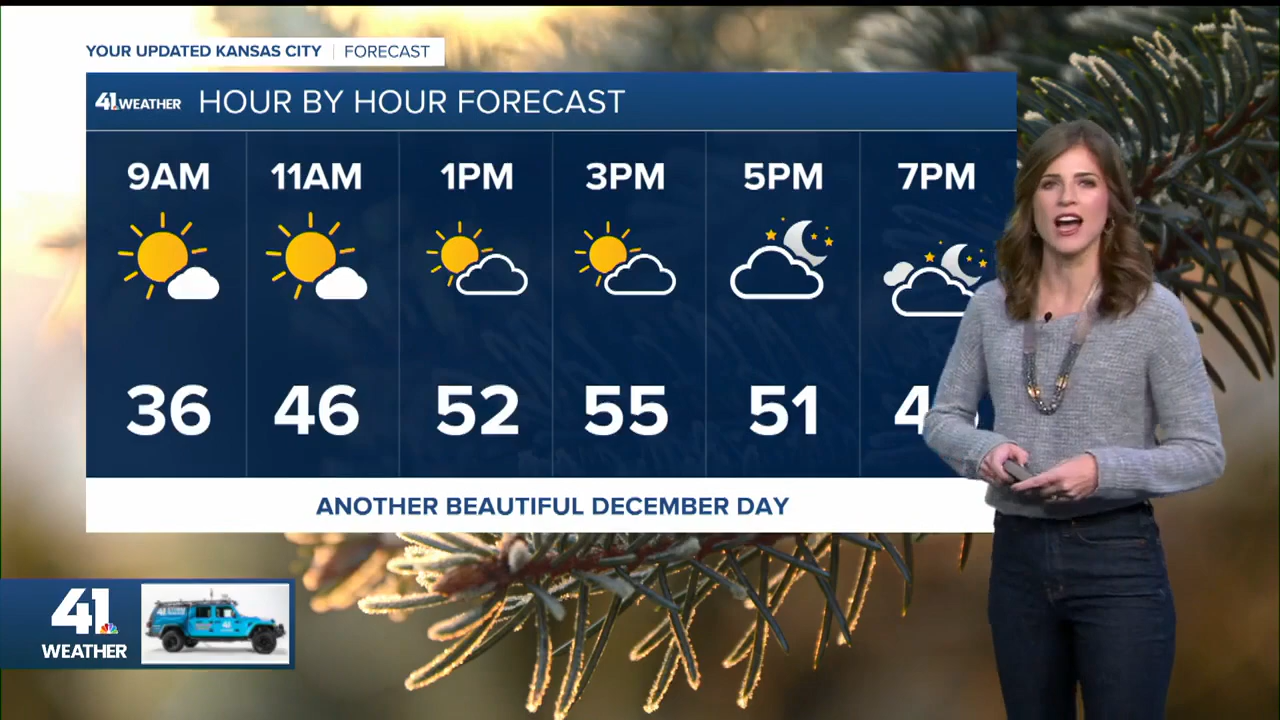 YOUR UPDATED KANSAS CITY | FORECAST
41 WEATHER HOUR BY HOUR FORECAST
9AM 11AM 1PM 3PM 5PM 7PM
36 46 52 55 51
ANOTHER BEAUTIFUL DECEMBER DAY
41
WEATHER